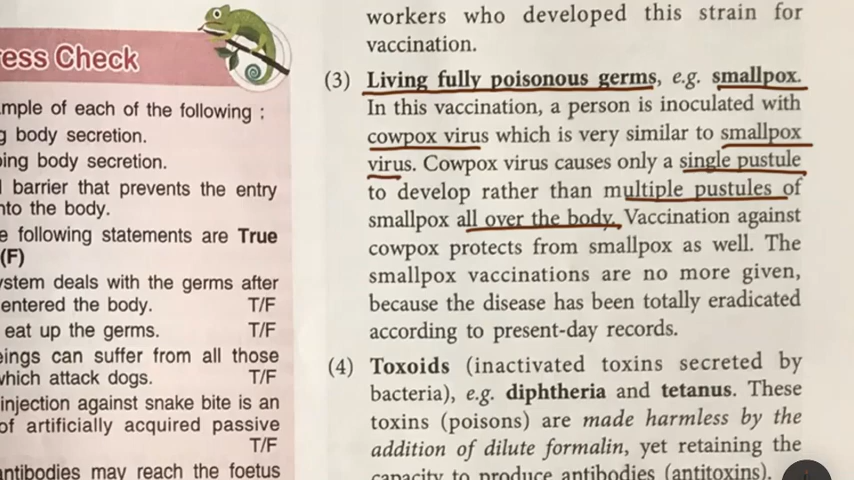 ess Check
mple of each of the following :
g body secretion.
ing body secretion.
l barrier that prevents the entry
nto the body.
e following statements are True
(F)
ystem deals with the germs after
entered the body. T/F
eat up the germs. T/F
eings can suffer from all those
which attack dogs. T/F
injection against snake bite is an
of artificially acquired passive
T/F
antibodies may reach the foetus
workers who developed this strain for
vaccination.
(3) Living fully poisonous germs, e.g. smallpox.
In this vaccination, a person is inoculated with
cowpox virus which is very similar to smallpox
virus. Cowpox virus causes only a single pustule
to develop rather than multiple pustules of
smallpox all over the body. Vaccination against
cowpox protects from smallpox as well. The
smallpox vaccinations are no more given,
because the disease has been totally eradicated
according to present-day records.
(4) Toxoids (inactivated toxins secreted by
bacteria), e.g. diphtheria and tetanus. These
toxins (poisons) are made harmless by the
addition of dilute formalin, yet retaining the
capacity to produce antibodies (antitoxins).